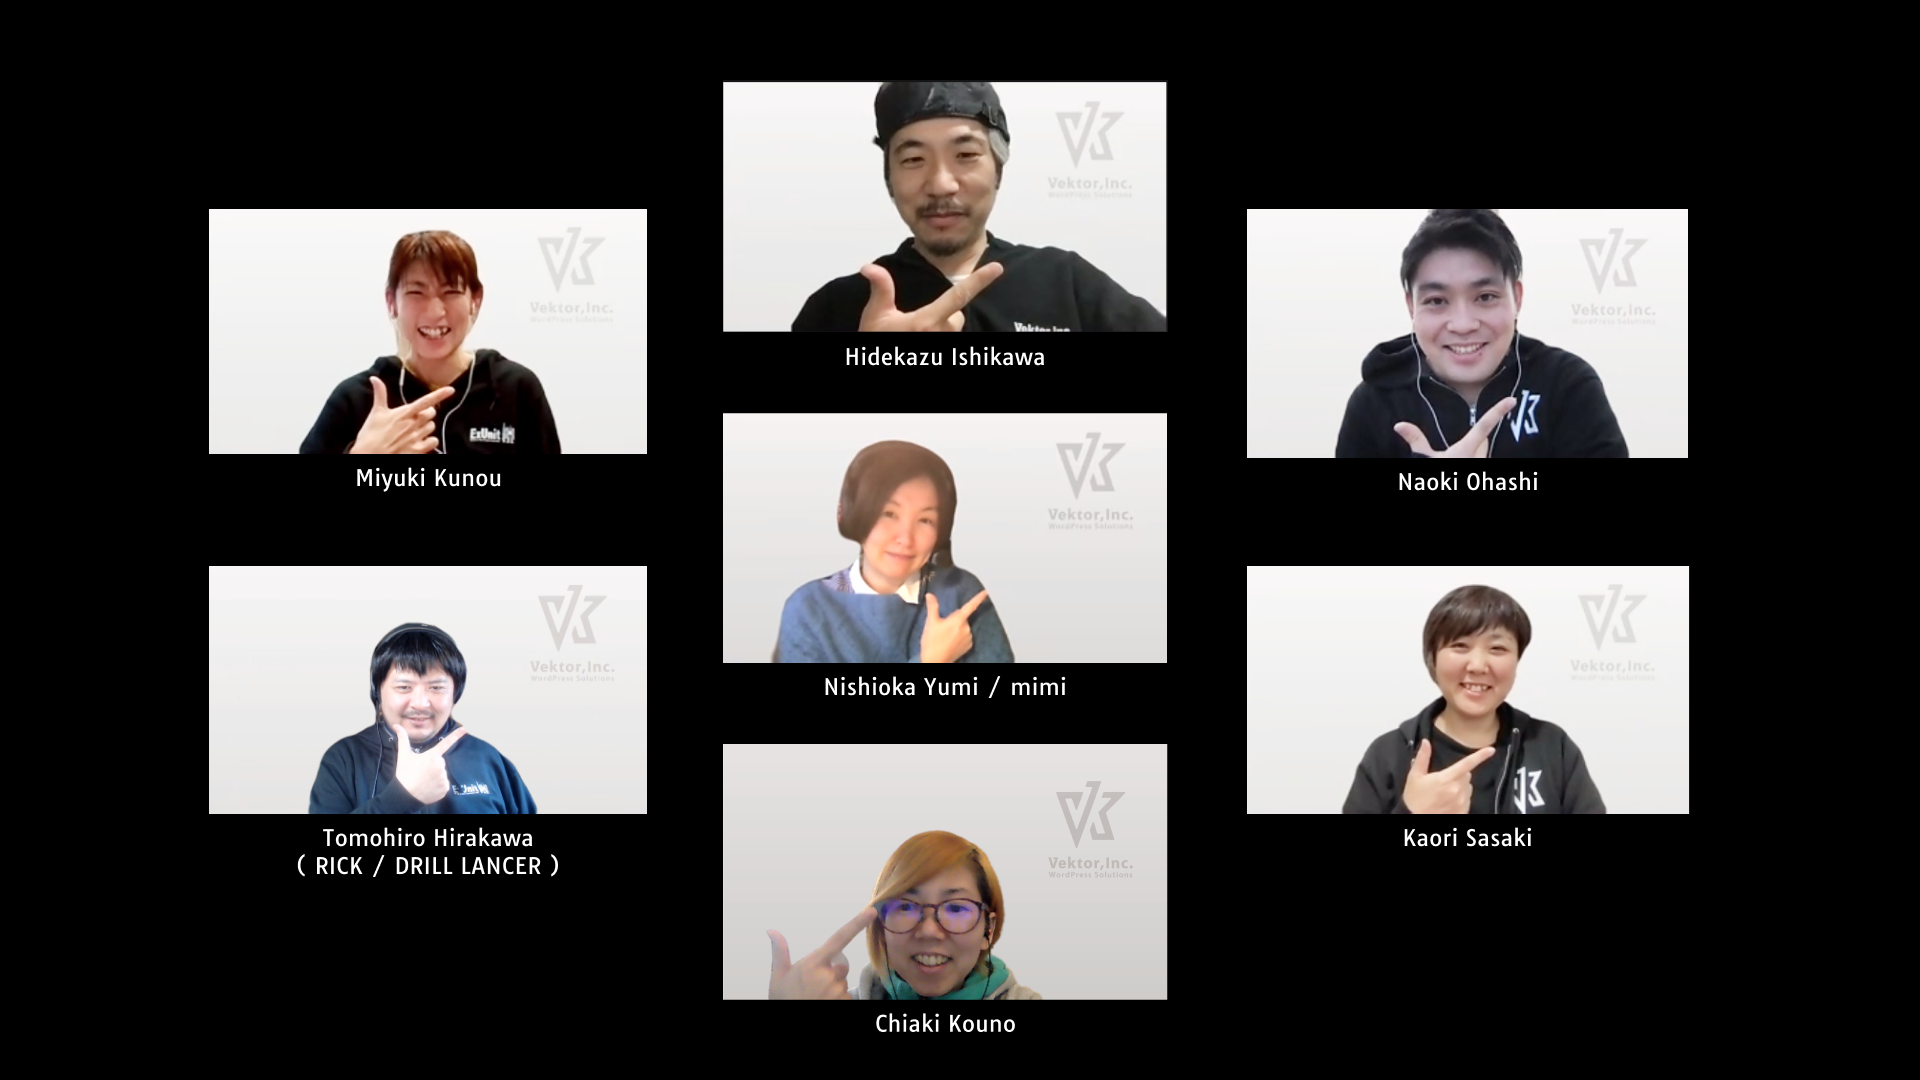 Vektor,Inc.
WordPress Solutions
Vektor,Inc.
Hidekazu Ishikawa
Vektor,Inc.
WordPress Solutions
ExUnit
Miyuki Kunou
Vektor,Inc.
WordPress Solutions
Naoki Ohashi
Vektor,Inc.
WordPress Solutions
Nishioka Yumi / mimi
Vektor,Inc.
WordPress Solutions
Tomohiro Hirakawa
( RICK / DRILL LANCER )
Vektor,Inc.
WordPress Solutions
Kaori Sasaki
Vektor,Inc.
WordPress Solutions
Chiaki Kouno